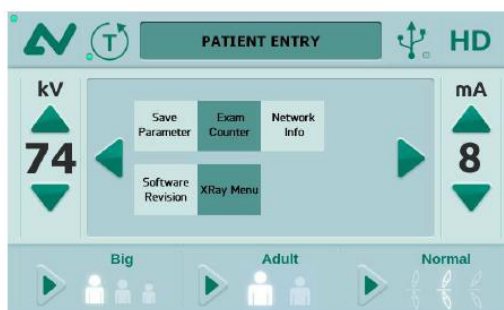 T
PATIENT ENTRY
HD
kV
mA
Save
Parameter
Exam
Counter
Network
Info
74
8
Software
Revision
XRay Menu
Big
Adult
Normal